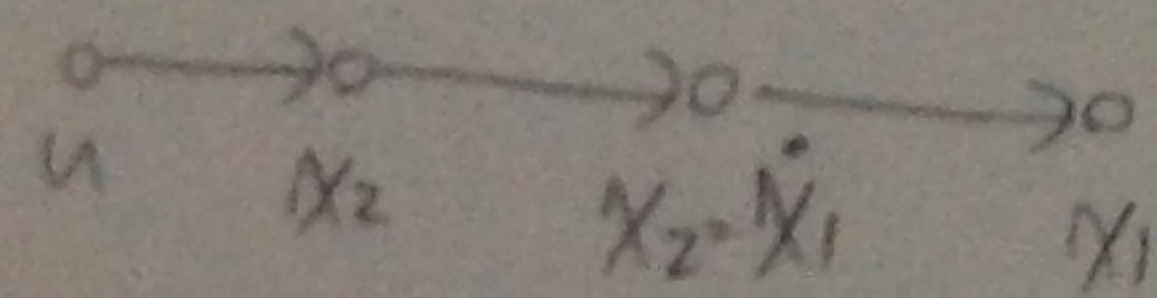 u x₂ x₂ = ẋ₁ x₁